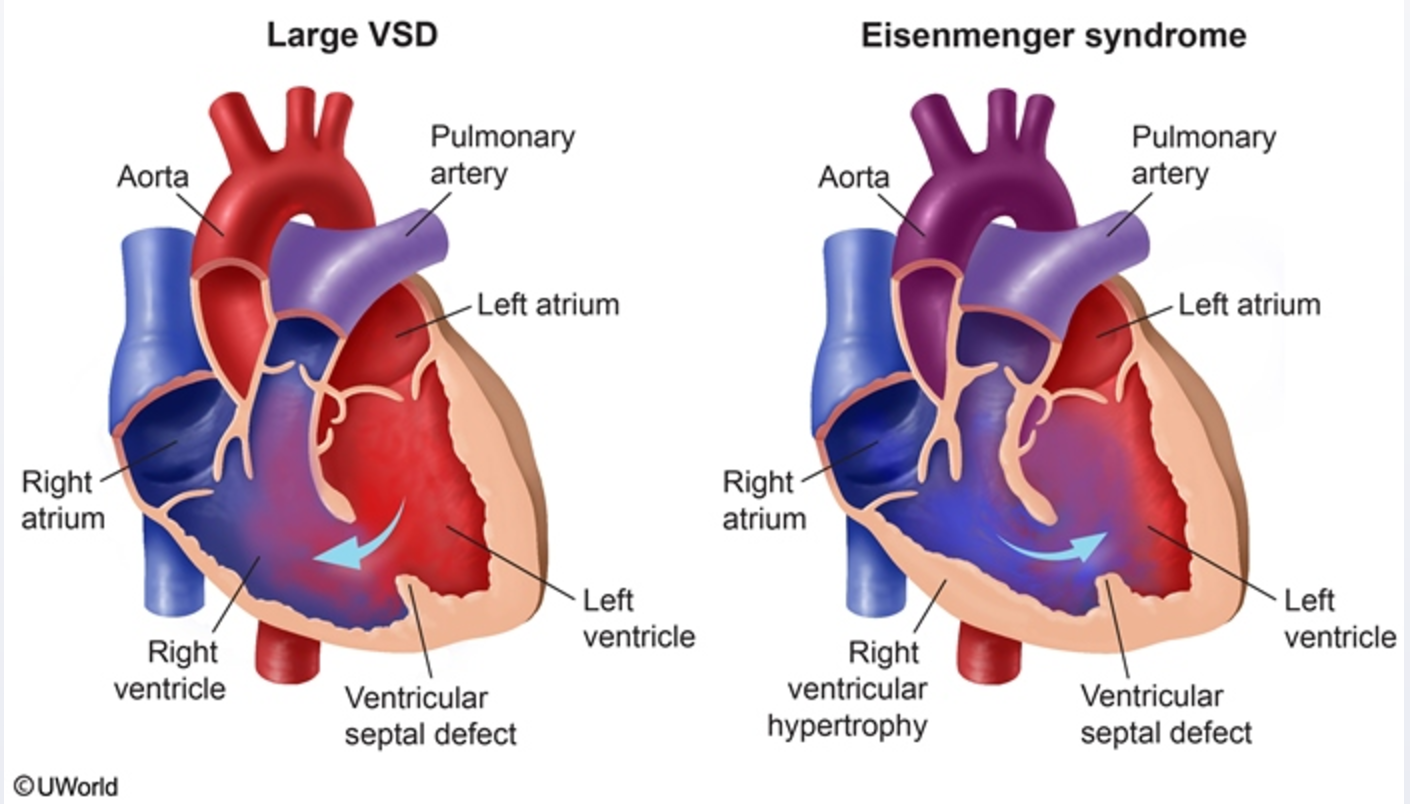 Large VSD
Aorta
Pulmonary
artery
Left atrium
Right
atrium
Left
ventricle
Right
ventricle
Ventricular
septal defect
Eisenmenger syndrome
Aorta
Pulmonary
artery
Left atrium
Right
atrium
Left
ventricle
Right
ventricular
hypertrophy
Ventricular
septal defect
©UWorld